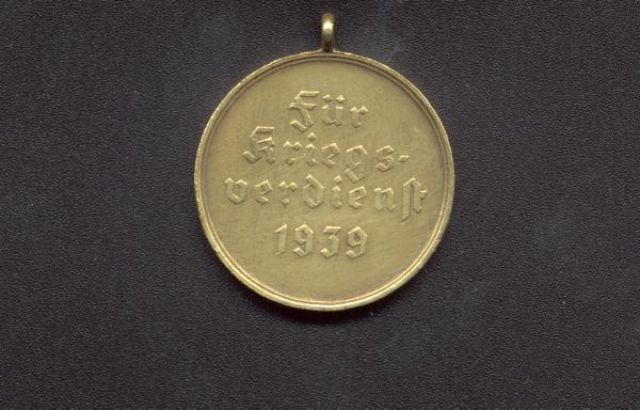 Für
Kriegs-
verdienst
1939